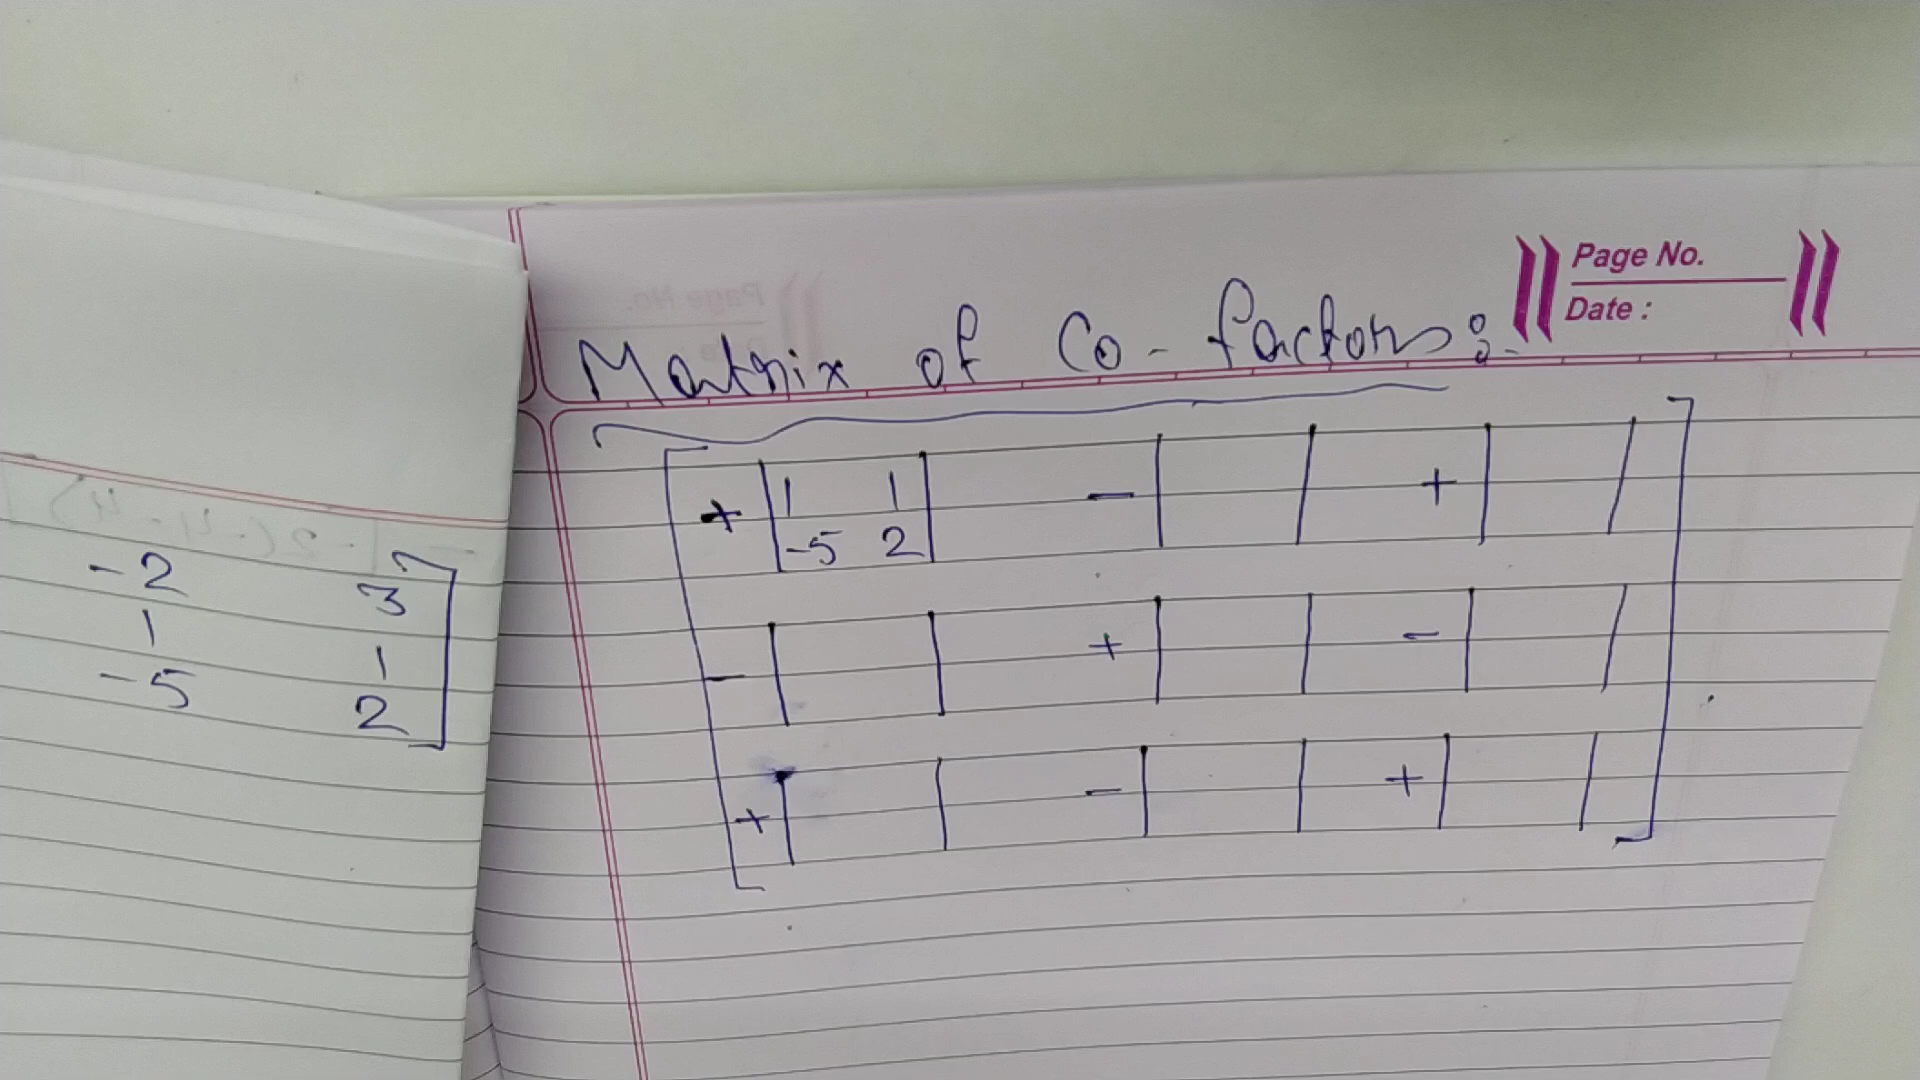 Page No.
Date :
Matrix of Co-factors:-
+ | 1 1 | - | | + | |
-5 2
- | | + | | - | |
+ | | - | | + | |
-2 3
1 1
-5 2